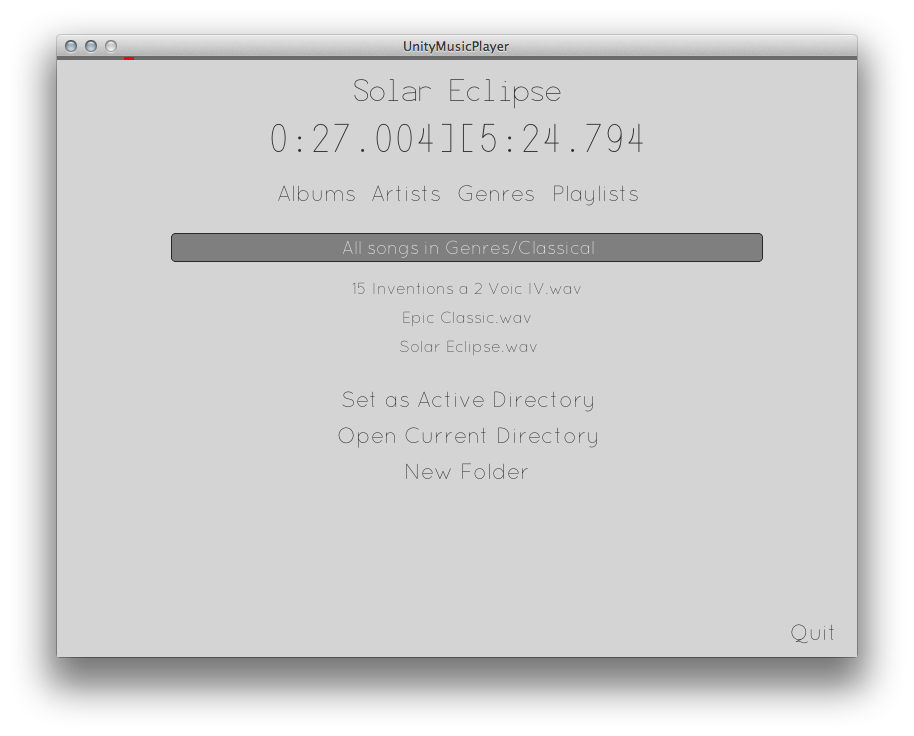 UnityMusicPlayer
Solar Eclipse
0:27.004][5:24.794
Albums Artists Genres Playlists
All songs in Genres/Classical
15 Inventions a 2 Voic IV.wav
Epic Classic.wav
Solar Eclipse.wav
Set as Active Directory
Open Current Directory
New Folder
Quit